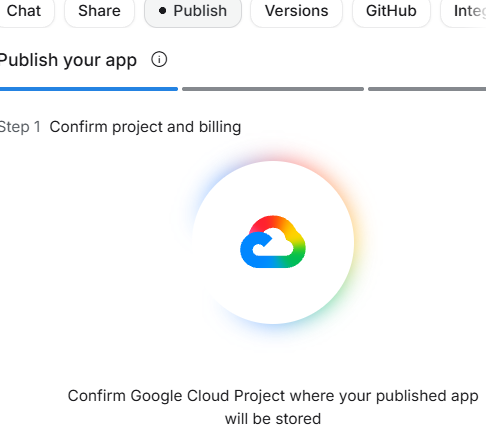 Chat Share Publish Versions GitHub
Publish your app
Step 1 Confirm project and billing
Confirm Google Cloud Project where your published app
will be stored